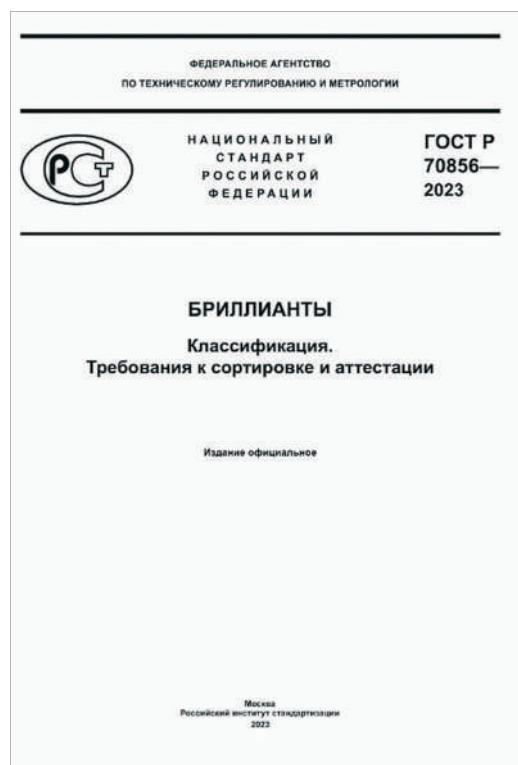 ФЕДЕРАЛЬНОЕ АГЕНТСТВО
ПО ТЕХНИЧЕСКОМУ РЕГУЛИРОВАНИЮ И МЕТРОЛОГИИ
РСТ
НАЦИОНАЛЬНЫЙ
СТАНДАРТ
РОССИЙСКОЙ
ФЕДЕРАЦИИ
ГОСТ Р
70856—
2023
БРИЛЛИАНТЫ
Классификация.
Требования к сортировке и аттестации
Издание официальное
Москва
Российский институт стандартизации
2023